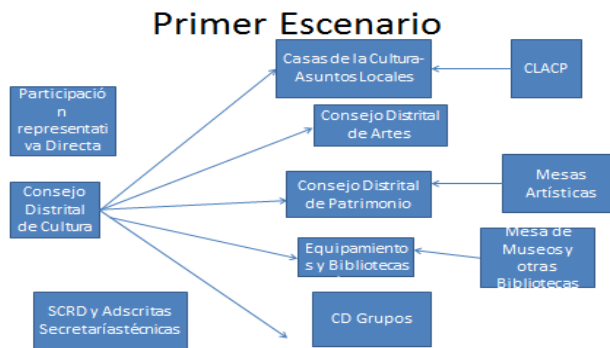 Primer Escenario
Casas de la Cultura-
Asuntos Locales
CLACP
Participació
n
representati
va Directa
Consejo Distrital
de Artes
Mesas
Artísticas
Consejo
Distrital
de Cultura
Consejo Distrital
de Patrimonio
Mesa de
Museos y
otras
Bibliotecas
Equipamiento
s y Bibliotecas
SCRD y Adscritas
Secretaríastécnicas
CD Grupos